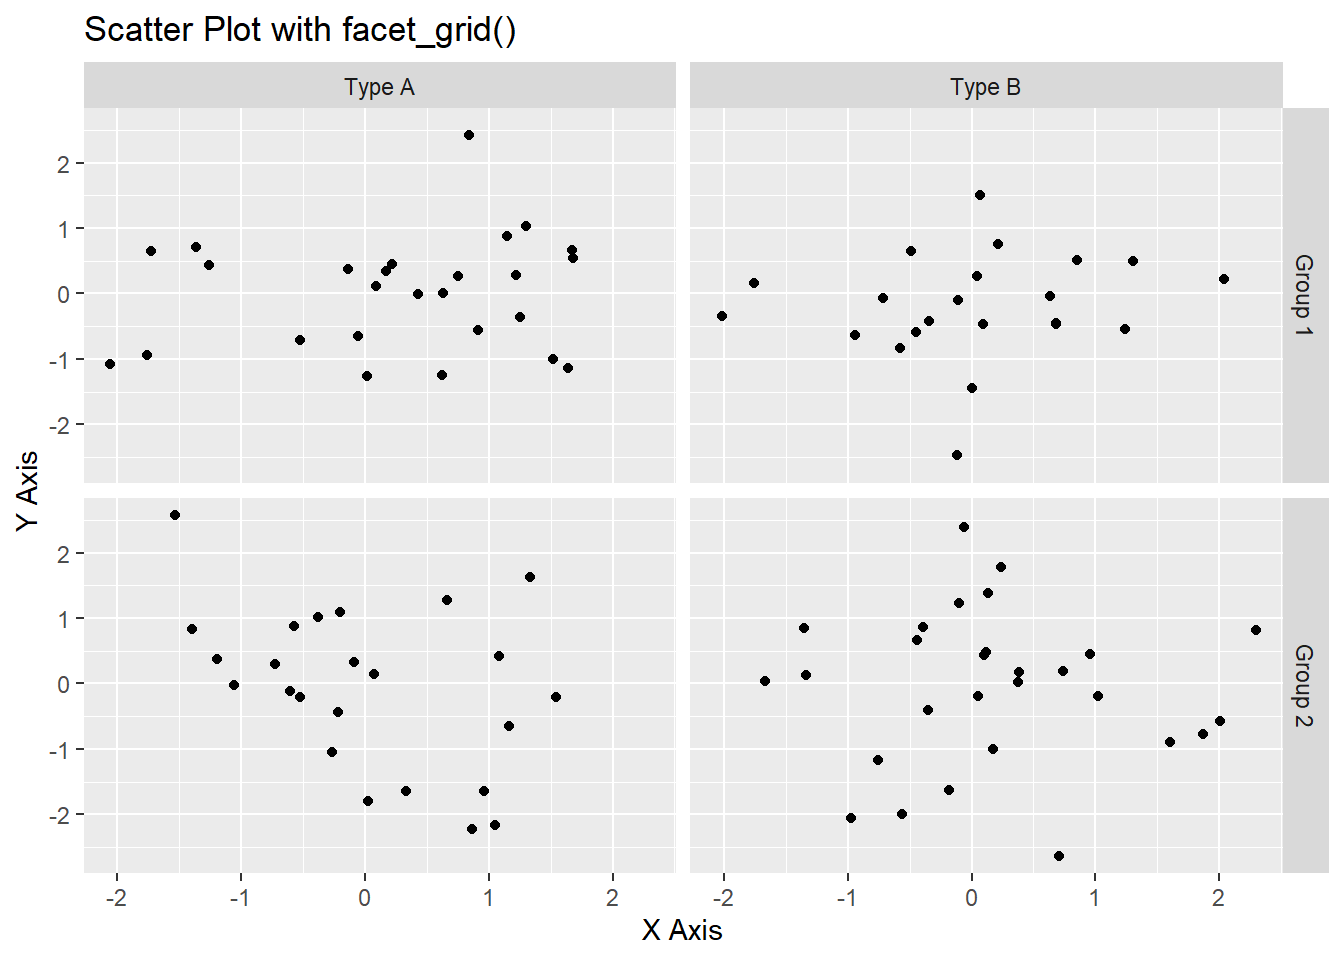 Scatter Plot with facet_grid()
Type A
Type B
2
1
0
-1
-2
Group 1
Y Axis
2
1
0
-1
-2
Group 2
-2 -1 0 1 2
-2 -1 0 1 2
X Axis